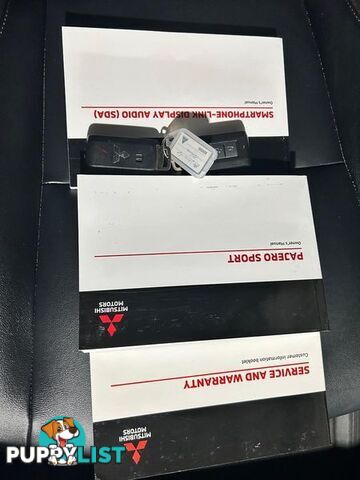 SMARTPHONE-LINK DISPLAY AUDIO (SDA)
Owner's Manual
PAJERO SPORT
Owner's Manual
MITSUBISHI
MOTORS
SERVICE AND WARRANTY
Customer information booklet
MITSUBISHI
MOTORS
PUPPYLIST